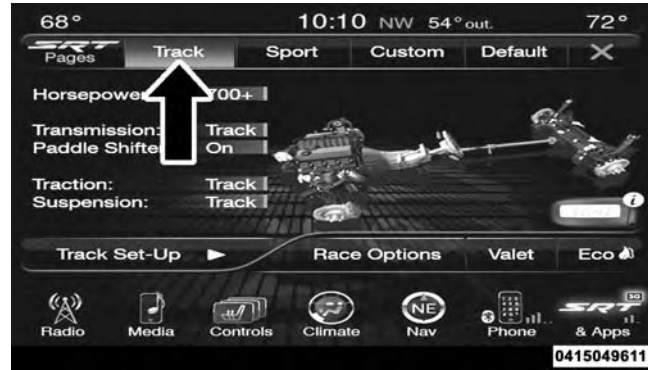 68° 10:10 NW 54° out. 72°
SRT Pages Track Sport Custom Default X
Horsepower 700+
Transmission: Track
Paddle Shifte On
Traction: Track
Suspension: Track
i
Track Set-Up Race Options Valet Eco
3G
NE
Radio Media Controls Climate Nav Phone SRT & Apps
0415049611